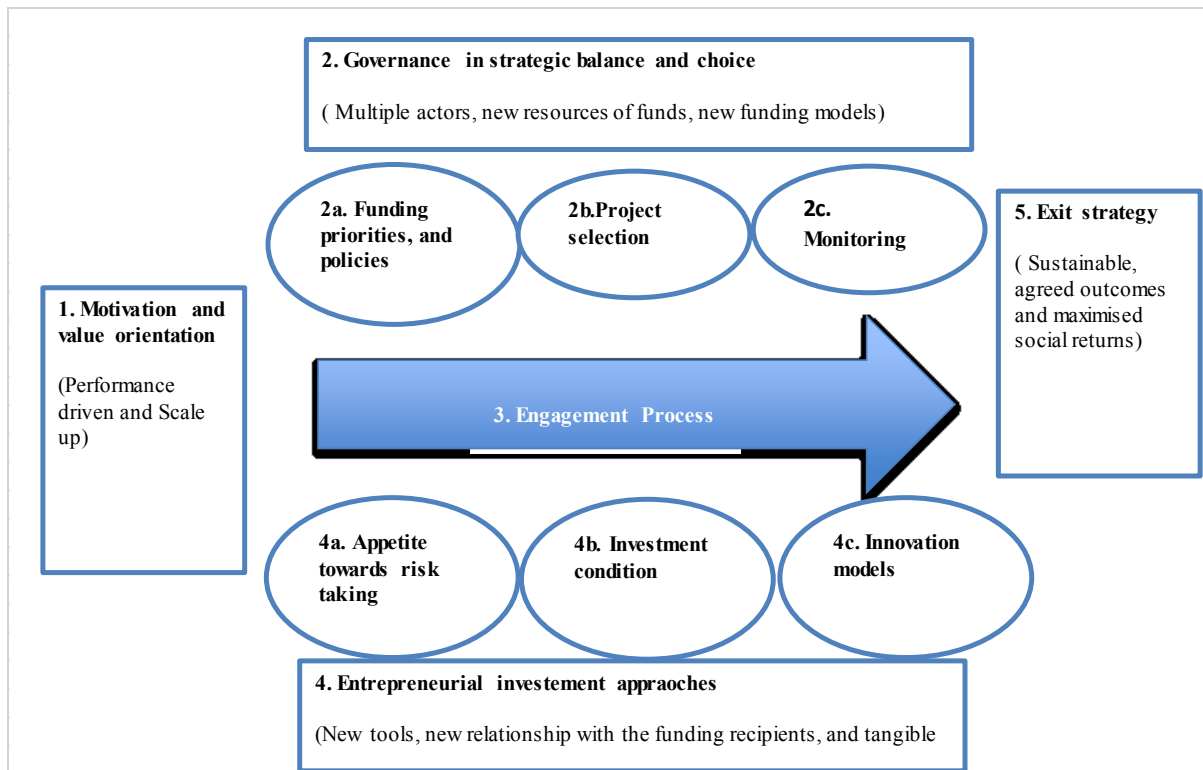 2. Governance in strategic balance and choice
( Multiple actors, new resources of funds, new funding models)
2a. Funding
priorities, and
policies
2b.Project
selection
2c.
Monitoring
1. Motivation and
value orientation
(Performance
driven and Scale
up)
3. Engagement Process
5. Exit strategy
( Sustainable,
agreed outcomes
and maximised
social returns)
4a. Appetite
towards risk
taking
4b. Investment
condition
4c. Innovation
models
4. Entrepreneurial investement appraoches
(New tools, new relationship with the funding recipients, and tangible